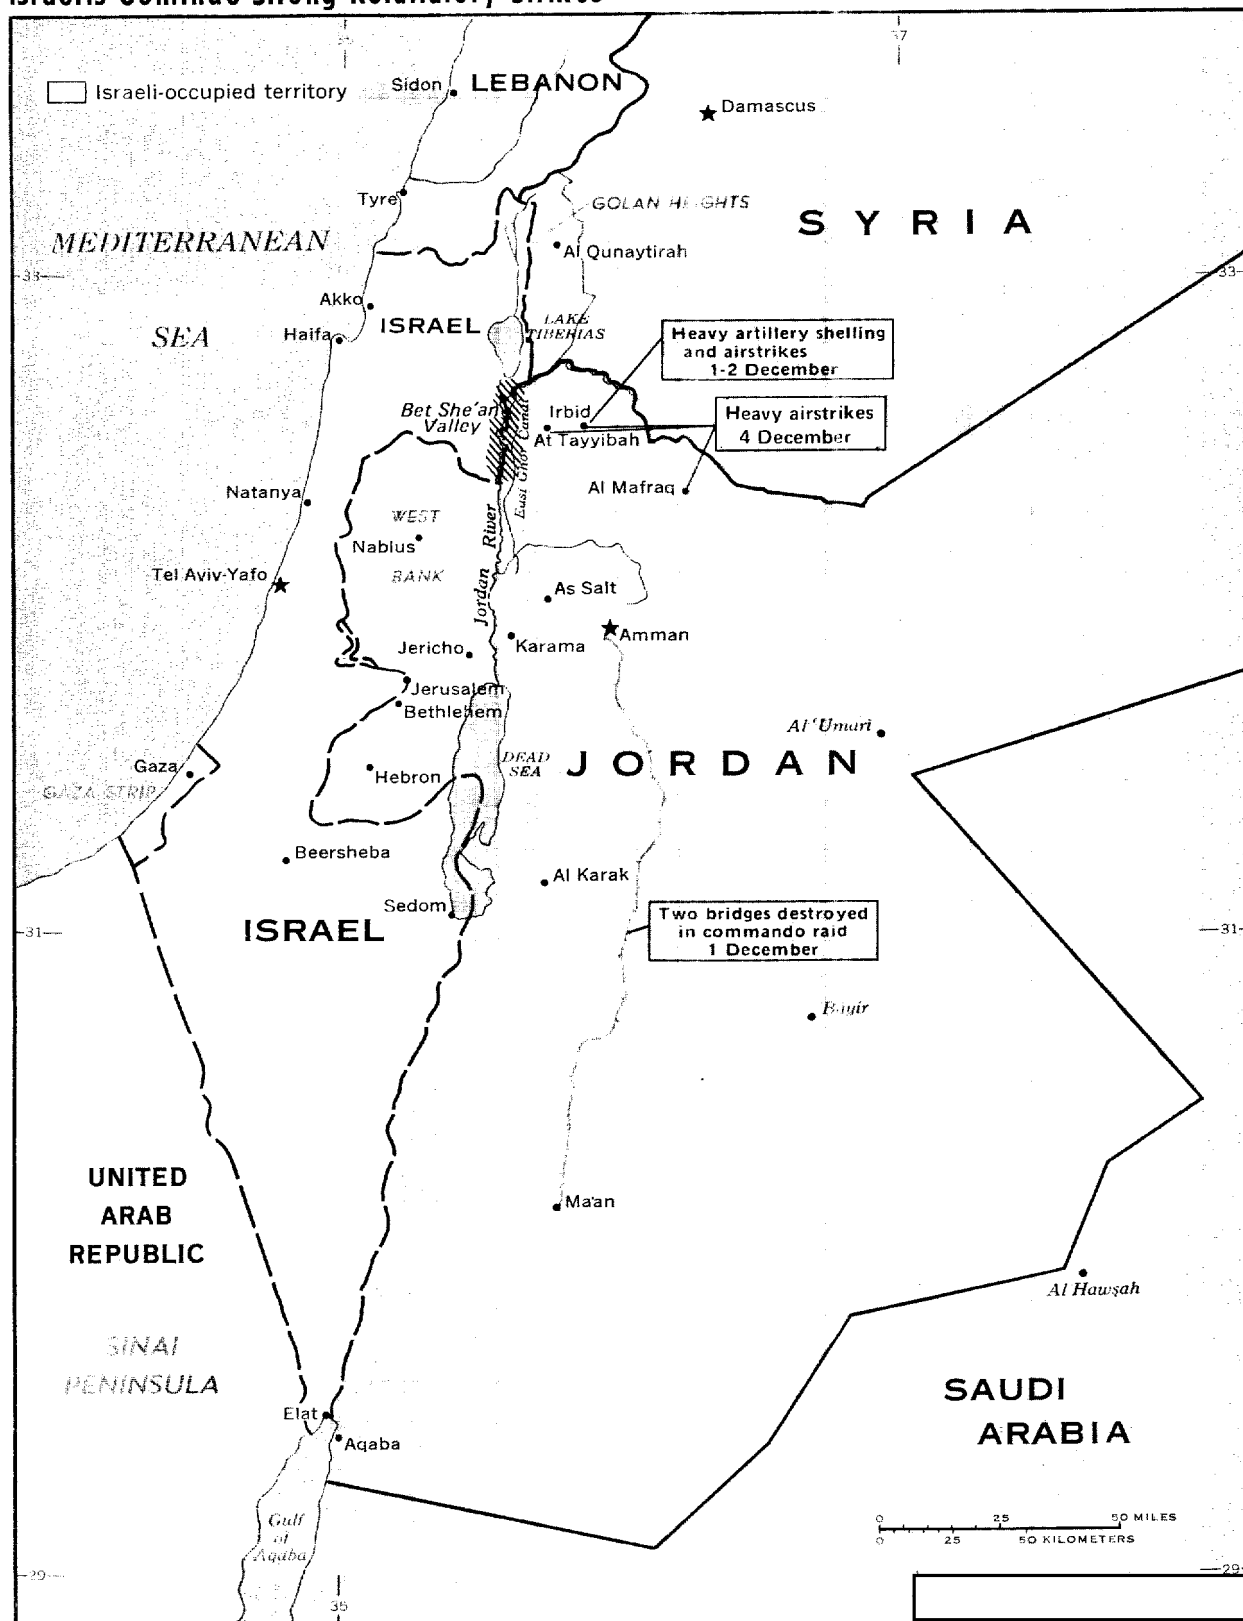 Israelis Continue Strong Retaliatory Strikes
35
37
Israeli-occupied territory
Sidon
LEBANON
Damascus
Tyre
GOLAN HEIGHTS
SYRIA
MEDITERRANEAN
SEA
Al Qunaytirah
33
33
Akko
ISRAEL
Haifa
LAKE
TIBERIAS
Heavy artillery shelling
and airstrikes
1-2 December
Bet She'an
Valley
Irbid
At Tayyibah
Heavy airstrikes
4 December
East Ghor Canal
Al Mafraq
Natanya
WEST
BANK
Nablus
Jordan River
Tel Aviv-Yafo
As Salt
Amman
Karama
Jericho
Jerusalem
Bethlehem
Al 'Umari
DEAD
SEA
JORDAN
Gaza
GAZA STRIP
Hebron
Beersheba
Al Karak
Sedom
ISRAEL
Two bridges destroyed
in commando raid
1 December
31
31
Bayir
UNITED
ARAB
REPUBLIC
Ma'an
Al Hawṣah
SINAI
PENINSULA
SAUDI
ARABIA
Elat
Aqaba
Gulf
of
Aqaba
0 25 50 MILES
0 25 50 KILOMETERS
29
29
35